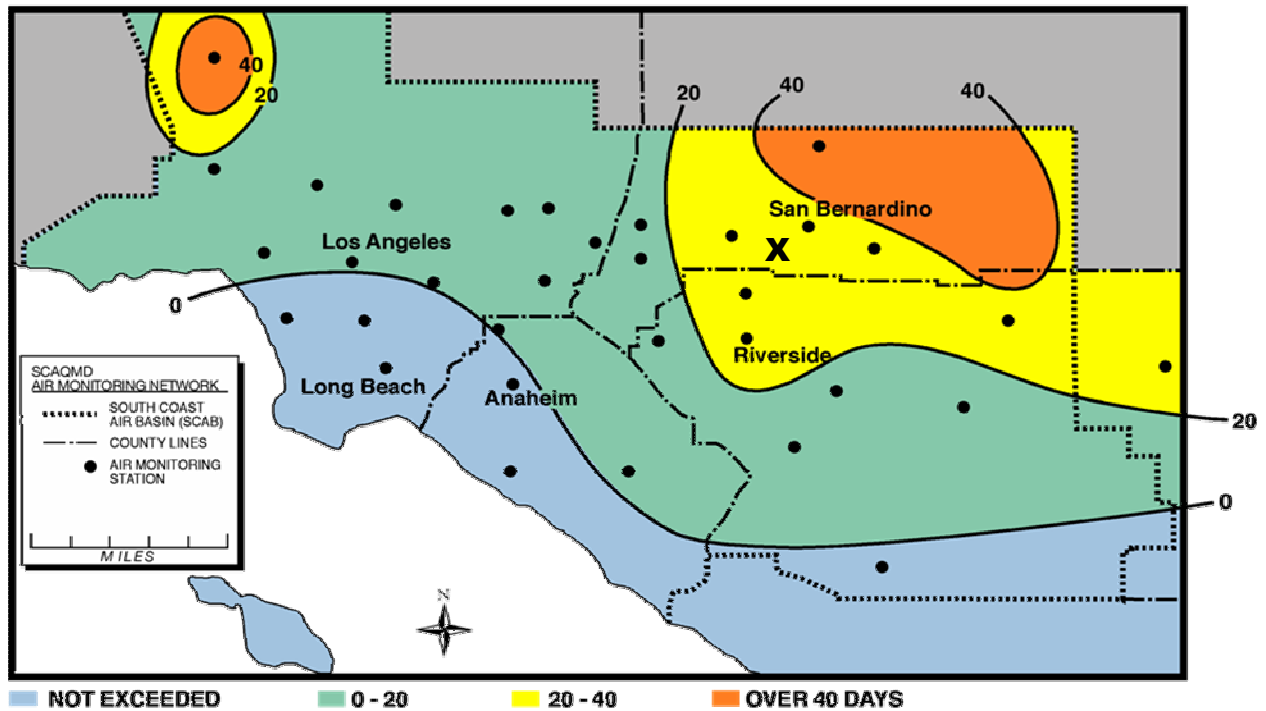 40
20
20
40
40
San Bernardino
Los Angeles
X
0
Riverside
Long Beach
Anaheim
SCAQMD
AIR MONITORING NETWORK
SOUTH COAST
AIR BASIN (SCAB)
COUNTY LINES
AIR MONITORING
STATION
MILES
20
0
N
NOT EXCEEDED
0 - 20
20 - 40
OVER 40 DAYS